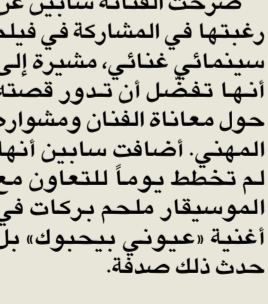 صرحت الفنانة سابين عن
رغبتها في المشاركة في فيلم
سينمائي غنائي، مشيرة إلى
أنها تفضّل أن تدور قصته
حول معاناة الفنان ومشواره
المهني. أضافت سابين أنها
لم تخطط يوماً للتعاون مع
الموسيقار ملحم بركات في
أغنية «عيوني بيحبوك» بل
حدث ذلك صدفة.